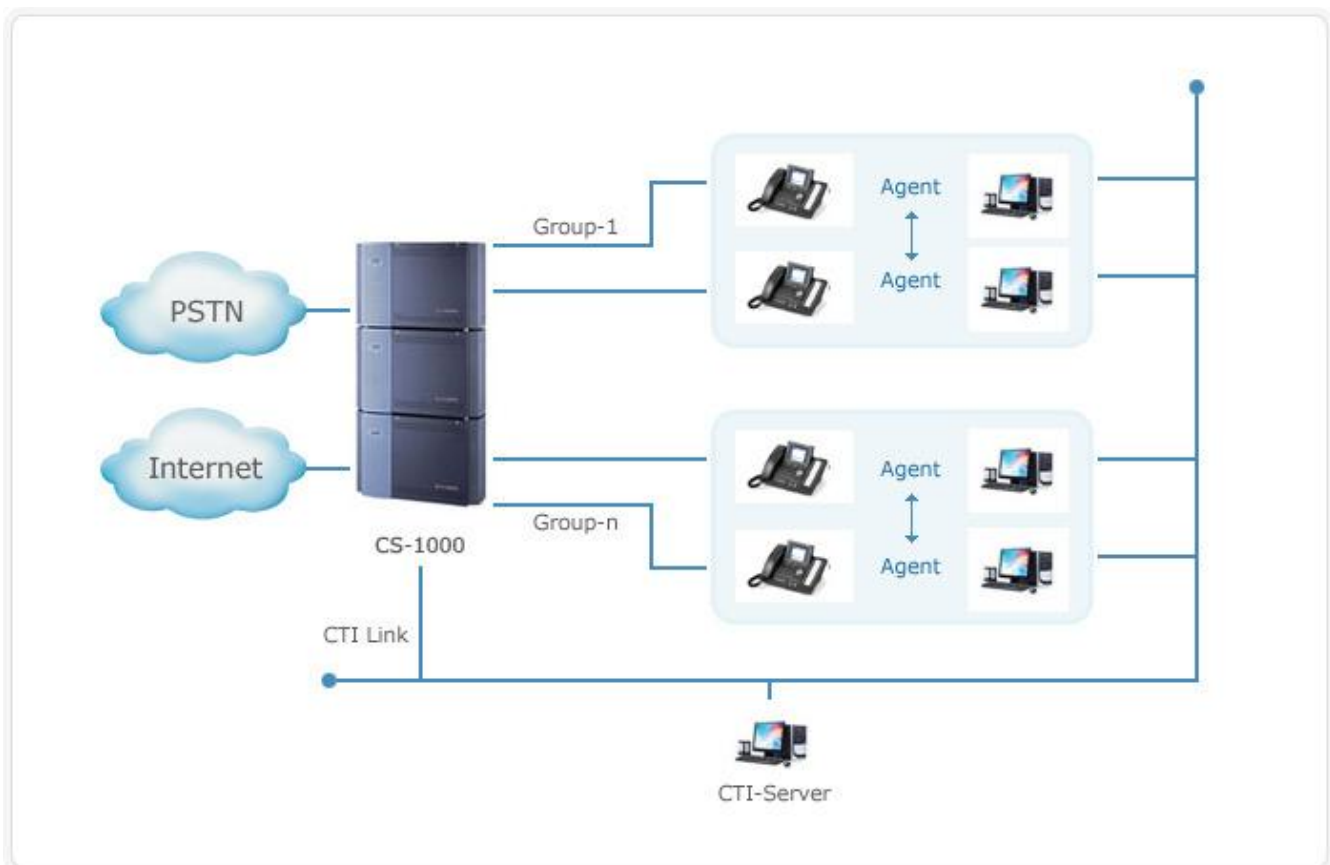 Group-1
Agent
Agent
PSTN
Internet
Agent
Agent
Group-n
CS-1000
CTI Link
CTI-Server